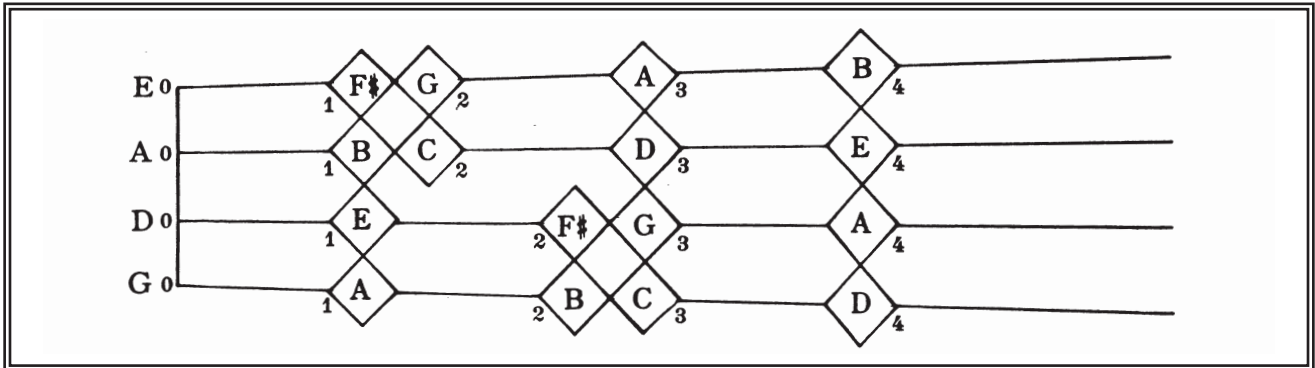 E 0 1 F♯ G 2 A 3 B 4
A 0 1 B C 2 D 3 E 4
D 0 1 E 2 F♯ G 3 A 4
G 0 1 A 2 B C 3 D 4